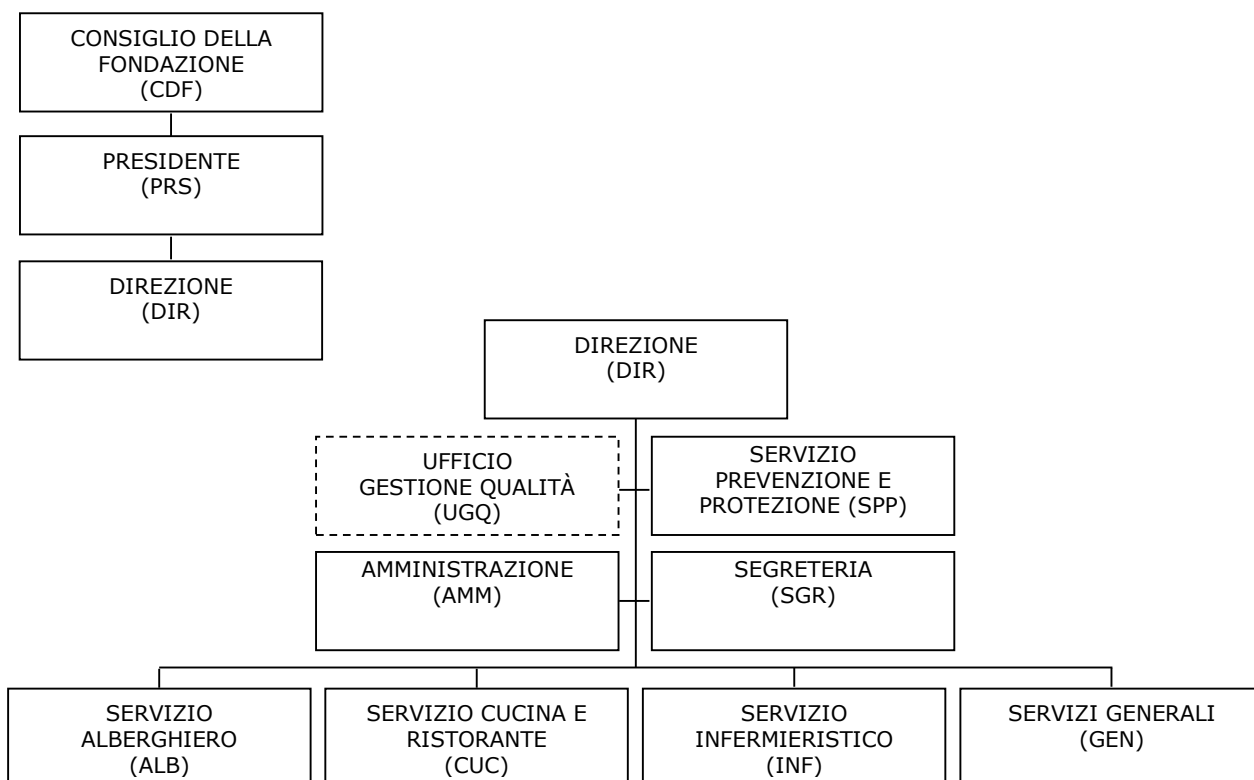 CONSIGLIO DELLA
FONDAZIONE
(CDF)
PRESIDENTE
(PRS)
DIREZIONE
(DIR)
DIREZIONE
(DIR)
UFFICIO
GESTIONE QUALITÀ
(UGQ)
SERVIZIO
PREVENZIONE E
PROTEZIONE (SPP)
AMMINISTRAZIONE
(AMM)
SEGRETERIA
(SGR)
SERVIZIO
ALBERGHIERO
(ALB)
SERVIZIO CUCINA E
RISTORANTE
(CUC)
SERVIZIO
INFERMIERISTICO
(INF)
SERVIZI GENERALI
(GEN)